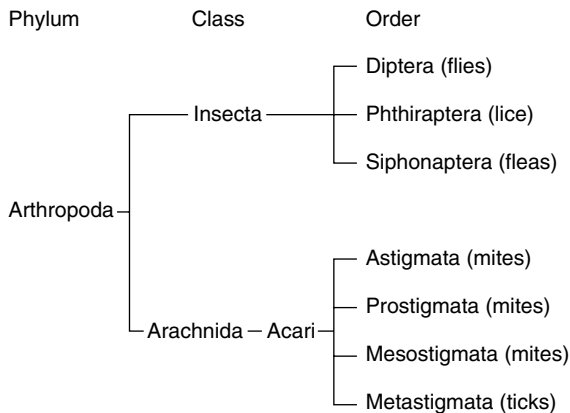 Phylum Class Order
Diptera (flies)
Insecta Phthiraptera (lice)
Siphonaptera (fleas)
Arthropoda
Astigmata (mites)
Prostigmata (mites)
Arachnida Acari
Mesostigmata (mites)
Metastigmata (ticks)